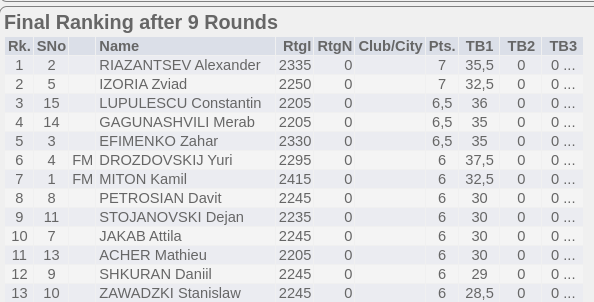 Final Ranking after 9 Rounds
Rk. SNo Name RtgI RtgN Club/City Pts. TB1 TB2 TB3
1 2 RIAZANTSEV Alexander 2335 0 7 35,5 0 0 ...
2 5 IZORIA Zviad 2250 0 7 32,5 0 0 ...
3 15 LUPULESCU Constantin 2205 0 6,5 36 0 0 ...
4 14 GAGUNASHVILI Merab 2205 0 6,5 35 0 0 ...
5 3 EFIMENKO Zahar 2330 0 6,5 35 0 0 ...
6 4 FM DROZDOVSKIJ Yuri 2295 0 6 37,5 0 0 ...
7 1 FM MITON Kamil 2415 0 6 32,5 0 0 ...
8 8 PETROSIAN Davit 2245 0 6 30 0 0 ...
9 11 STOJANOVSKI Dejan 2235 0 6 30 0 0 ...
10 7 JAKAB Attila 2245 0 6 30 0 0 ...
11 13 ACHER Mathieu 2205 0 6 30 0 0 ...
12 9 SHKURAN Daniil 2245 0 6 29 0 0 ...
13 10 ZAWADZKI Stanislaw 2245 0 6 28,5 0 0 ...